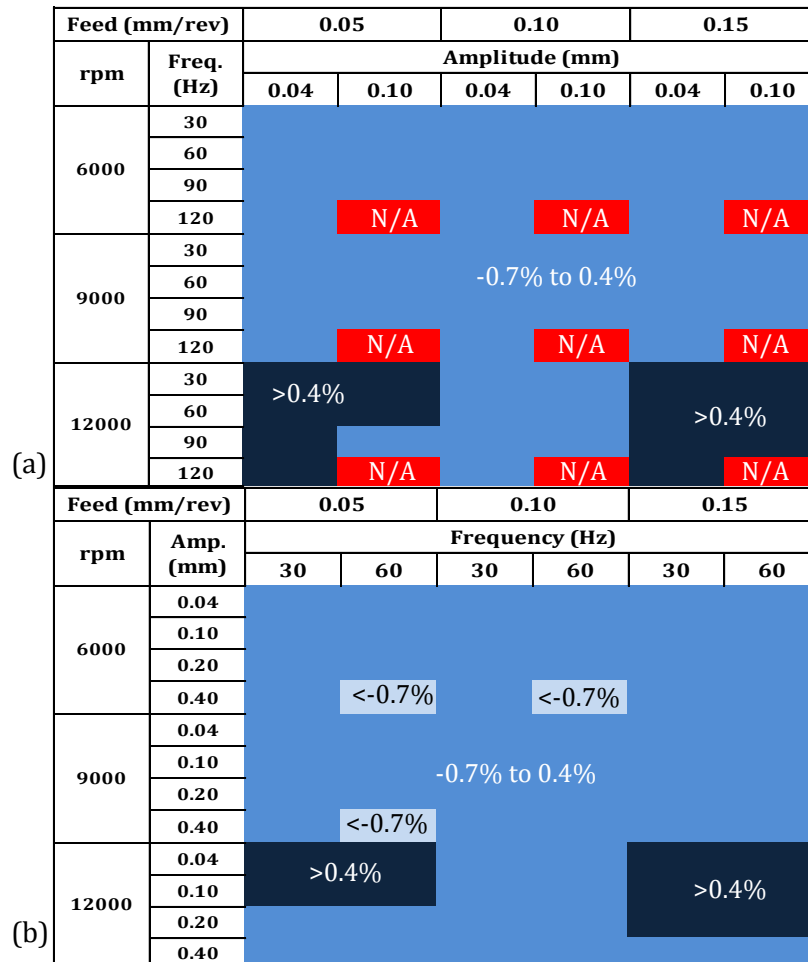 Feed (mm/rev) 0.05 0.10 0.15
rpm Freq. (Hz) Amplitude (mm)
0.04 0.10 0.04 0.10 0.04 0.10
6000 30
60
90
120 N/A N/A N/A
9000 30
60 -0.7% to 0.4%
90
120 N/A N/A N/A
12000 30 >0.4%
60 >0.4%
90
(a) 120 N/A N/A N/A
Feed (mm/rev) 0.05 0.10 0.15
rpm Amp. (mm) Frequency (Hz)
30 60 30 60 30 60
6000 0.04
0.10
0.20
0.40 <-0.7% <-0.7%
9000 0.04
0.10 -0.7% to 0.4%
0.20
0.40 <-0.7%
12000 0.04 >0.4%
0.10 >0.4%
0.20
(b) 0.40